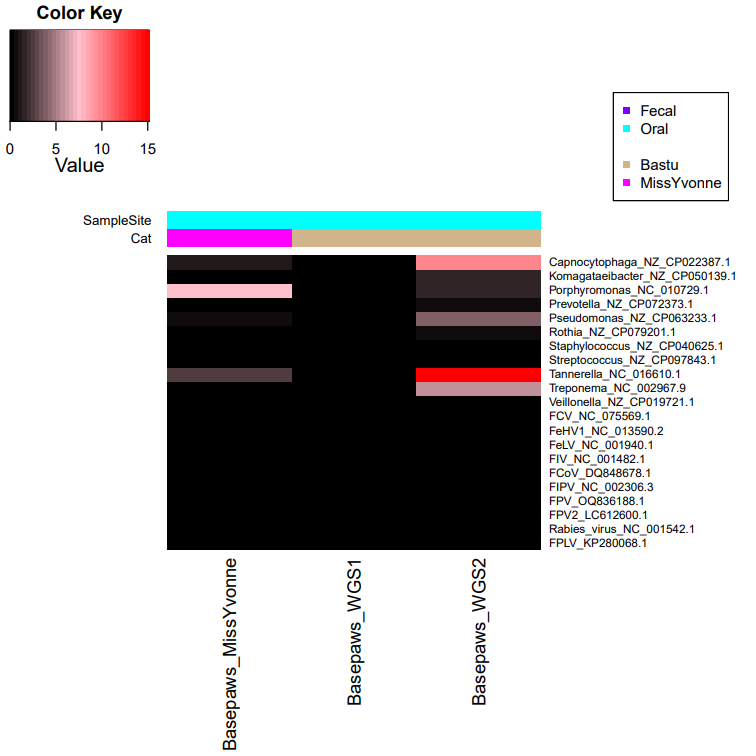 Color Key
0 5 10 15
Value
Fecal
Oral
Bastu
MissYvonne
SampleSite
Cat
Capnocytophaga_NZ_CP022387.1
Komagataeibacter_NZ_CP050139.1
Porphyromonas_NC_010729.1
Prevotella_NZ_CP072373.1
Pseudomonas_NZ_CP063233.1
Rothia_NZ_CP079201.1
Staphylococcus_NZ_CP040625.1
Streptococcus_NZ_CP097843.1
Tannerella_NC_016610.1
Treponema_NC_002967.9
Veillonella_NZ_CP019721.1
FCV_NC_075569.1
FeHV1_NC_013590.2
FeLV_NC_001940.1
FIV_NC_001482.1
FCoV_DQ848678.1
FIPV_NC_002306.3
FPV_OQ836188.1
FPV2_LC612600.1
Rabies_virus_NC_001542.1
FPLV_KP280068.1
Basepaws_MissYvonne
Basepaws_WGS1
Basepaws_WGS2